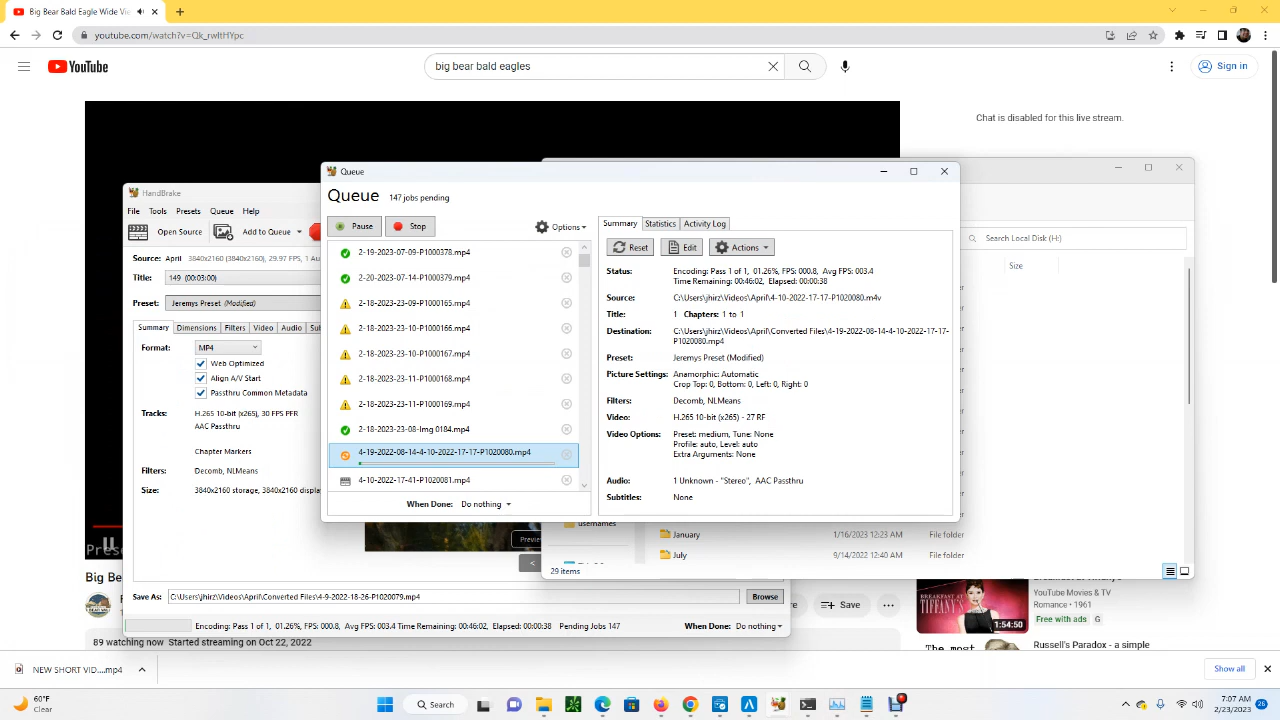 Big Bear Bald Eagle Wide Vie
youtube.com/watch?v=Qk_rwltHYpc
YouTube
big bear bald eagles
Sign in
Chat is disabled for this live stream.
HandBrake
File Tools Presets Queue Help
Open Source Add to Queue
Source: April 3840x2160 (3840x2160), 29.97 FPS, 1 Au
Title: 149 (00:03:00)
Preset: Jeremys Preset (Modified)
Summary Dimensions Filters Video Audio Sub
Format: MP4
Web Optimized
Align A/V Start
Passthru Common Metadata
Tracks: H.265 10-bit (x265), 30 FPS PFR
AAC Passthru
Chapter Markers
Filters: Decomb, NLMeans
Size: 3840x2160 storage, 3840x2160 displa
Previe
<
Save As: C:\Users\jhirz\Videos\April\Converted Files\4-9-2022-18-26-P1020079.mp4
Browse
Encoding: Pass 1 of 1, 01.26%, FPS: 000.8, Avg FPS: 003.4 Time Remaining: 00:46:02, Elapsed: 00:00:38 Pending Jobs 147
When Done: Do nothing
Queue
Queue 147 jobs pending
Pause Stop Options
2-19-2023-07-09-P1000378.mp4
2-20-2023-07-14-P1000379.mp4
2-18-2023-23-09-P1000165.mp4
2-18-2023-23-10-P1000166.mp4
2-18-2023-23-10-P1000167.mp4
2-18-2023-23-11-P1000168.mp4
2-18-2023-23-11-P1000169.mp4
2-18-2023-23-08-Img 0184.mp4
4-19-2022-08-14-4-10-2022-17-17-P1020080.mp4
4-10-2022-17-41-P1020081.mp4
When Done: Do nothing
Summary Statistics Activity Log
Reset Edit Actions
Status: Encoding: Pass 1 of 1, 01.26%, FPS: 000.8, Avg FPS: 003.4
Time Remaining: 00:46:02, Elapsed: 00:00:38
Source: C:\Users\jhirz\Videos\April\4-10-2022-17-17-P1020080.m4v
Title: 1 Chapters: 1 to 1
Destination: C:\Users\jhirz\Videos\April\Converted Files\4-19-2022-08-14-4-10-2022-17-17-
P1020080.mp4
Preset: Jeremys Preset (Modified)
Picture Settings: Anamorphic: Automatic
Crop Top: 0, Bottom: 0, Left: 0, Right: 0
Filters: Decomb, NLMeans
Video: H.265 10-bit (x265) - 27 RF
Video Options: Preset: medium, Tune: None
Profile: auto, Level: auto
Extra Arguments: None
Audio: 1 Unknown - "Stereo", AAC Passthru
Subtitles: None
Search Local Disk (H:)
Size
usernames
January 1/16/2023 12:23 AM File folder
July 9/14/2022 12:40 AM File folder
29 items
Big Be
Save
89 watching now Started streaming on Oct 22, 2022
YouTube Movies & TV
Romance • 1961
Free with ads G
BREAKFAST AT
TIFFANY'S
1:54:50
The most
Russell's Paradox - a simple
NEW SHORT VID....mp4
Show all
60°F
Clear
Search
7:07 AM
2/23/2023
26